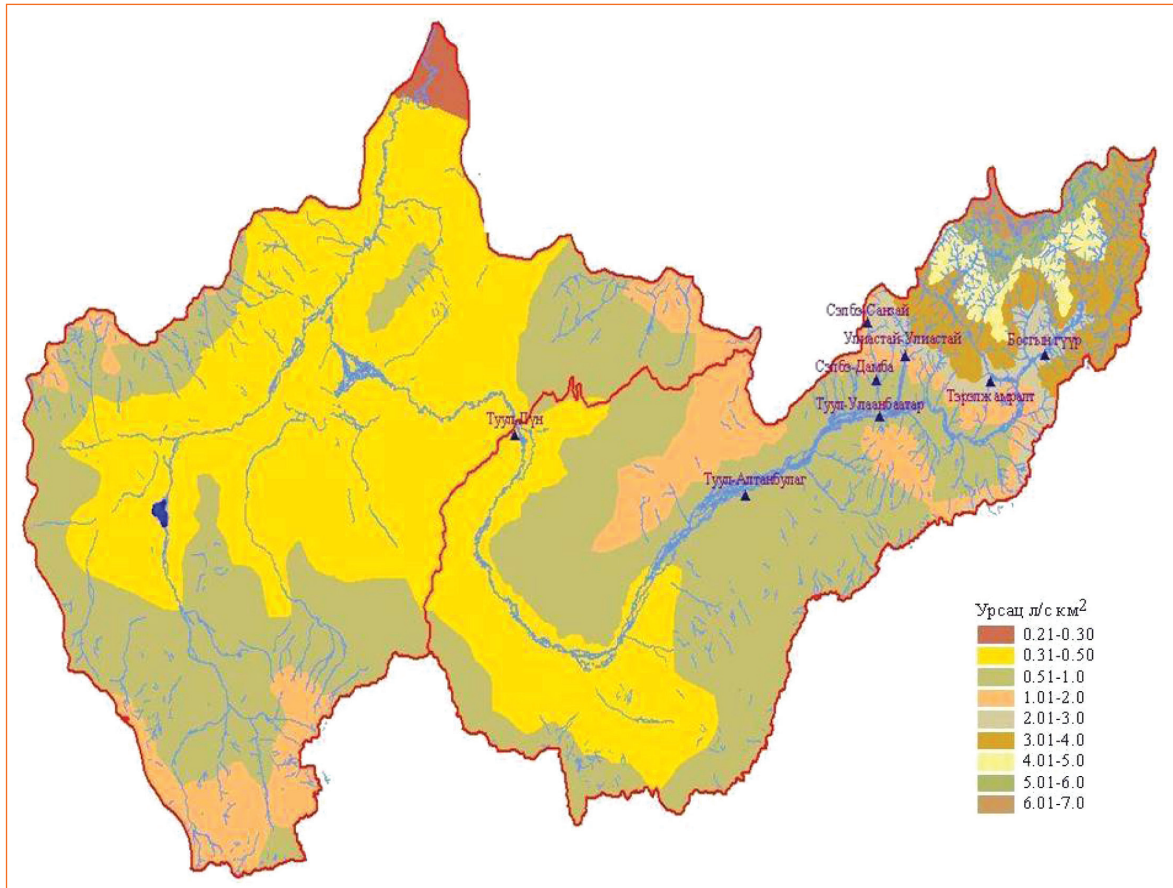 Сэлбэ-Санзай
Улиастай-Улиастай
Босгын гүүр
Сэлбэ-Дамба
Тэрэлж амралт
Туул-Улаанбаатар
Туул-Лүн
Туул-Алтанбулаг
Урсац л/с км²
0.21-0.30
0.31-0.50
0.51-1.0
1.01-2.0
2.01-3.0
3.01-4.0
4.01-5.0
5.01-6.0
6.01-7.0